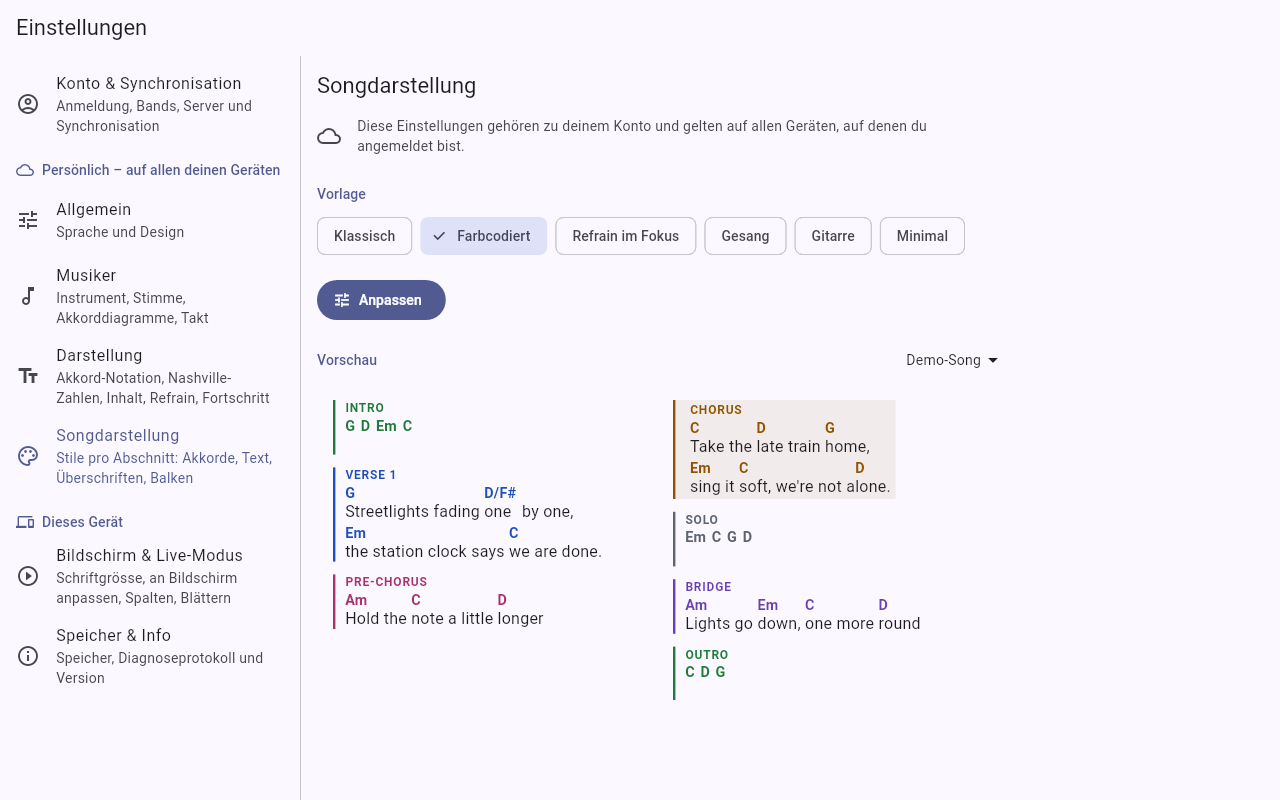 Einstellungen
Konto & Synchronisation
Anmeldung, Bands, Server und
Synchronisation
Persönlich – auf allen deinen Geräten
Allgemein
Sprache und Design
Musiker
Instrument, Stimme,
Akkorddiagramme, Takt
Darstellung
Akkord-Notation, Nashville-
Zahlen, Inhalt, Refrain, Fortschritt
Songdarstellung
Stile pro Abschnitt: Akkorde, Text,
Überschriften, Balken
Dieses Gerät
Bildschirm & Live-Modus
Schriftgrösse, an Bildschirm
anpassen, Spalten, Blättern
Speicher & Info
Speicher, Diagnoseprotokoll und
Version
Songdarstellung
Diese Einstellungen gehören zu deinem Konto und gelten auf allen Geräten, auf denen du
angemeldet bist.
Vorlage
Klassisch Farbcodiert Refrain im Fokus Gesang Gitarre Minimal
Anpassen
Vorschau Demo-Song
INTRO
G D Em C
VERSE 1
G D/F#
Streetlights fading one by one,
Em C
the station clock says we are done.
PRE-CHORUS
Am C D
Hold the note a little longer
CHORUS
C D G
Take the late train home,
Em C D
sing it soft, we're not alone.
SOLO
Em C G D
BRIDGE
Am Em C D
Lights go down, one more round
OUTRO
C D G